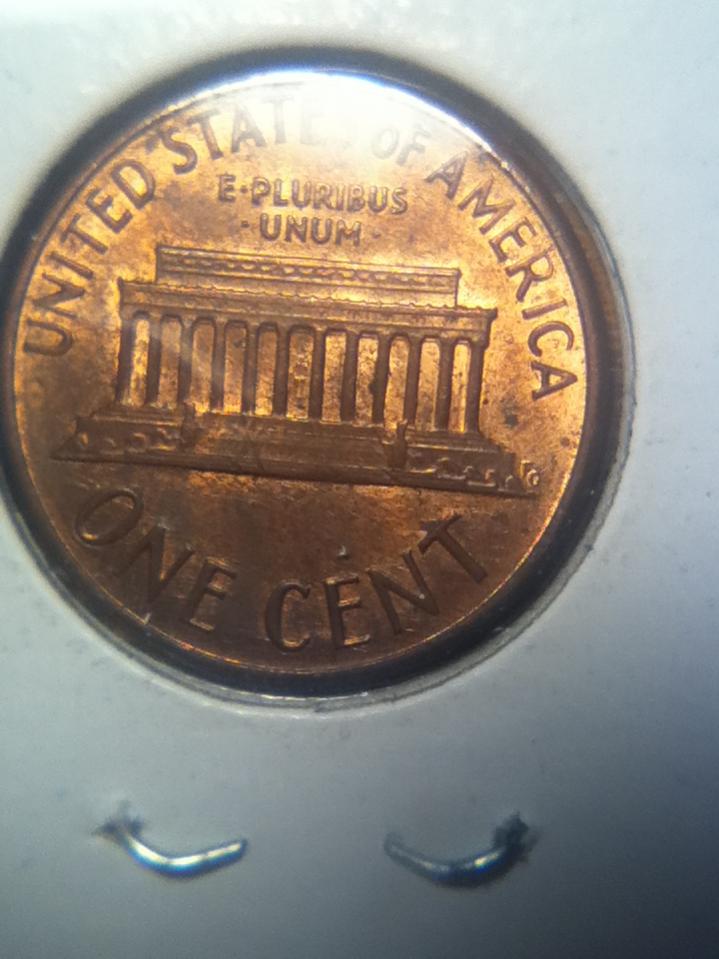 UNITED STATES OF AMERICA
E·PLURIBUS
·UNUM·
ONE CENT